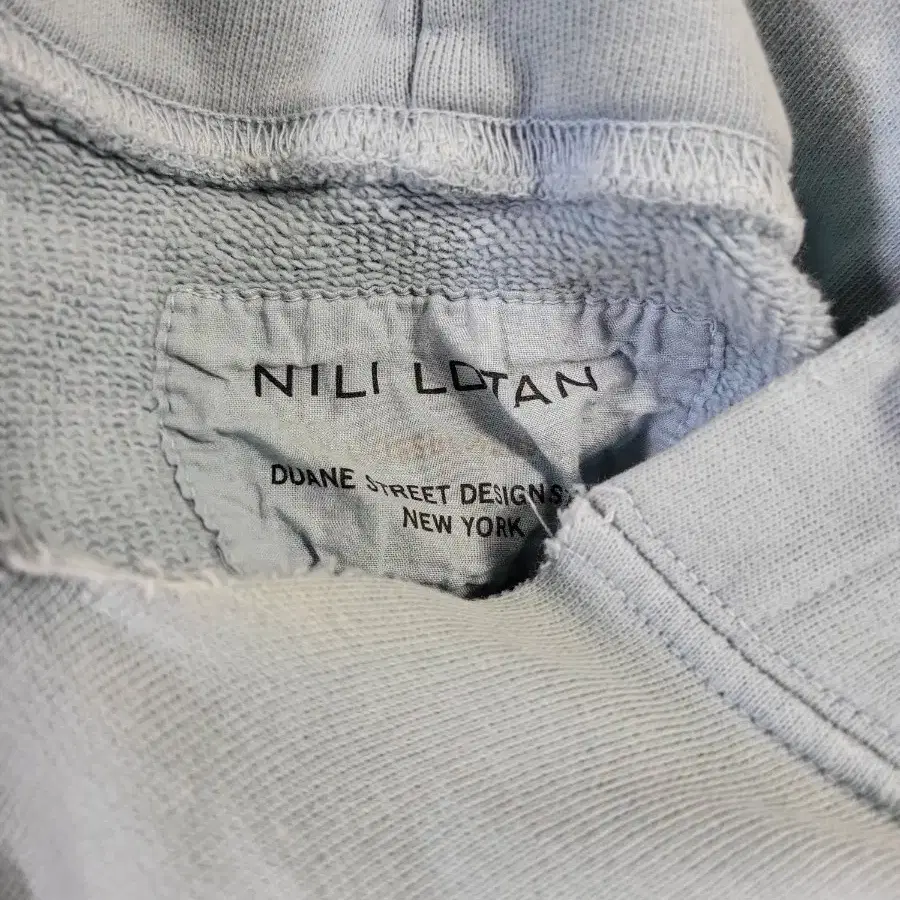 NILI LOTAN
DUANE STREET DESIGNS
NEW YORK